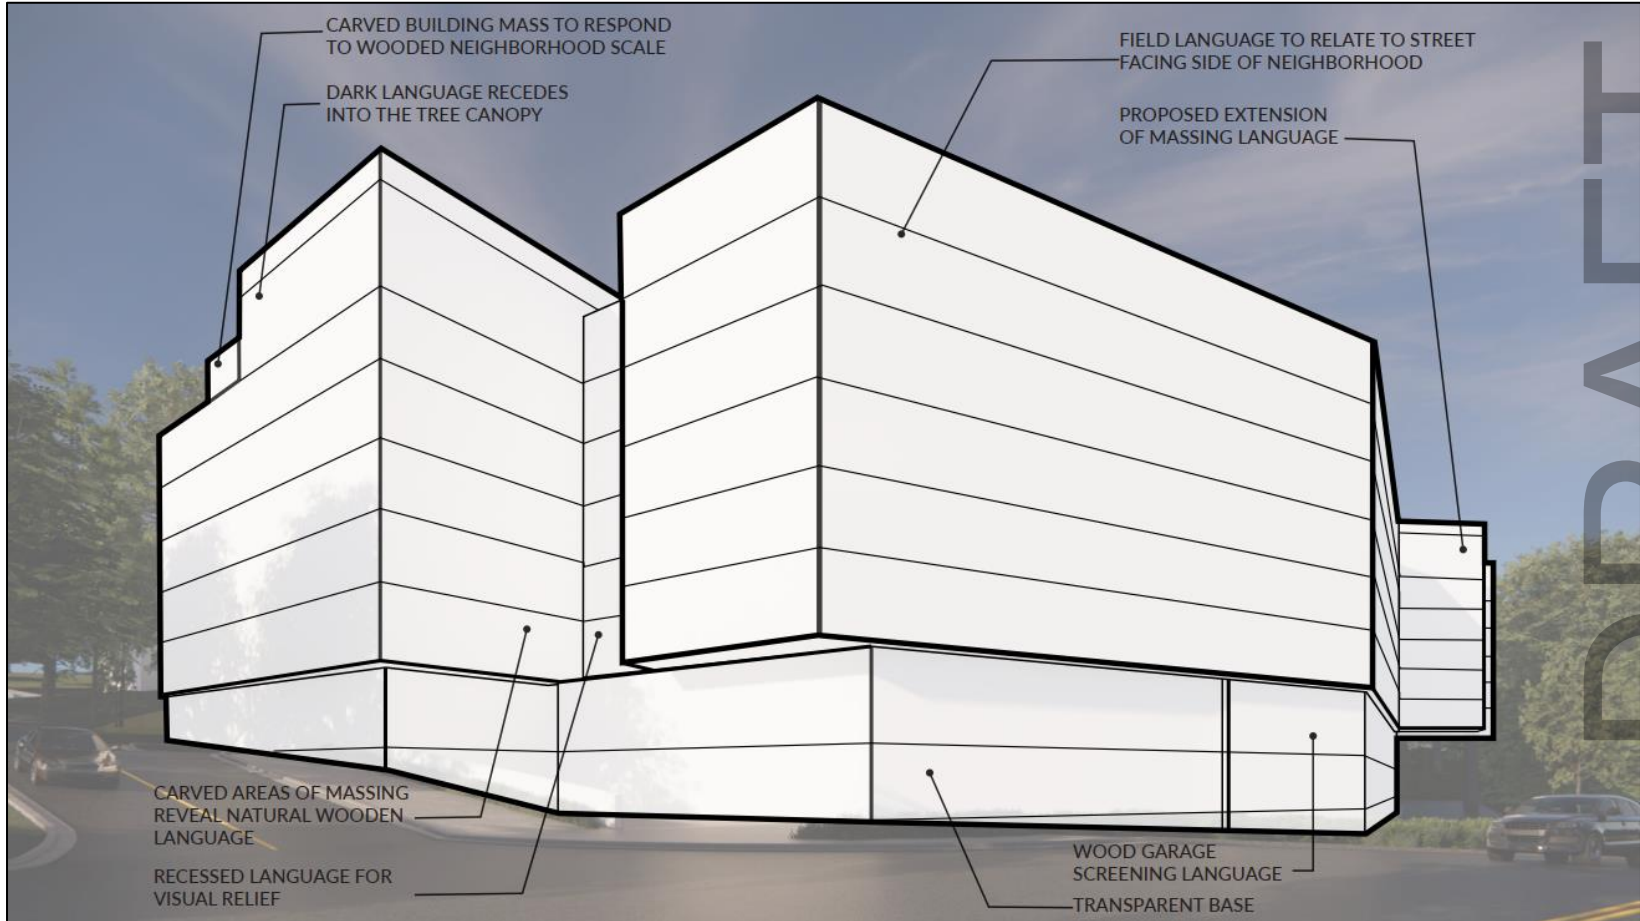 CARVED BUILDING MASS TO RESPOND
TO WOODED NEIGHBORHOOD SCALE
DARK LANGUAGE RECEDES
INTO THE TREE CANOPY
FIELD LANGUAGE TO RELATE TO STREET
FACING SIDE OF NEIGHBORHOOD
PROPOSED EXTENSION
OF MASSING LANGUAGE
DRAFT
CARVED AREAS OF MASSING
REVEAL NATURAL WOODEN
LANGUAGE
RECESSED LANGUAGE FOR
VISUAL RELIEF
WOOD GARAGE
SCREENING LANGUAGE
TRANSPARENT BASE